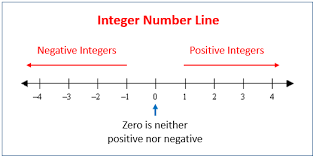 Integer Number Line
Negative Integers Positive Integers
–4 –3 –2 –1 0 1 2 3 4
Zero is neither
positive nor negative